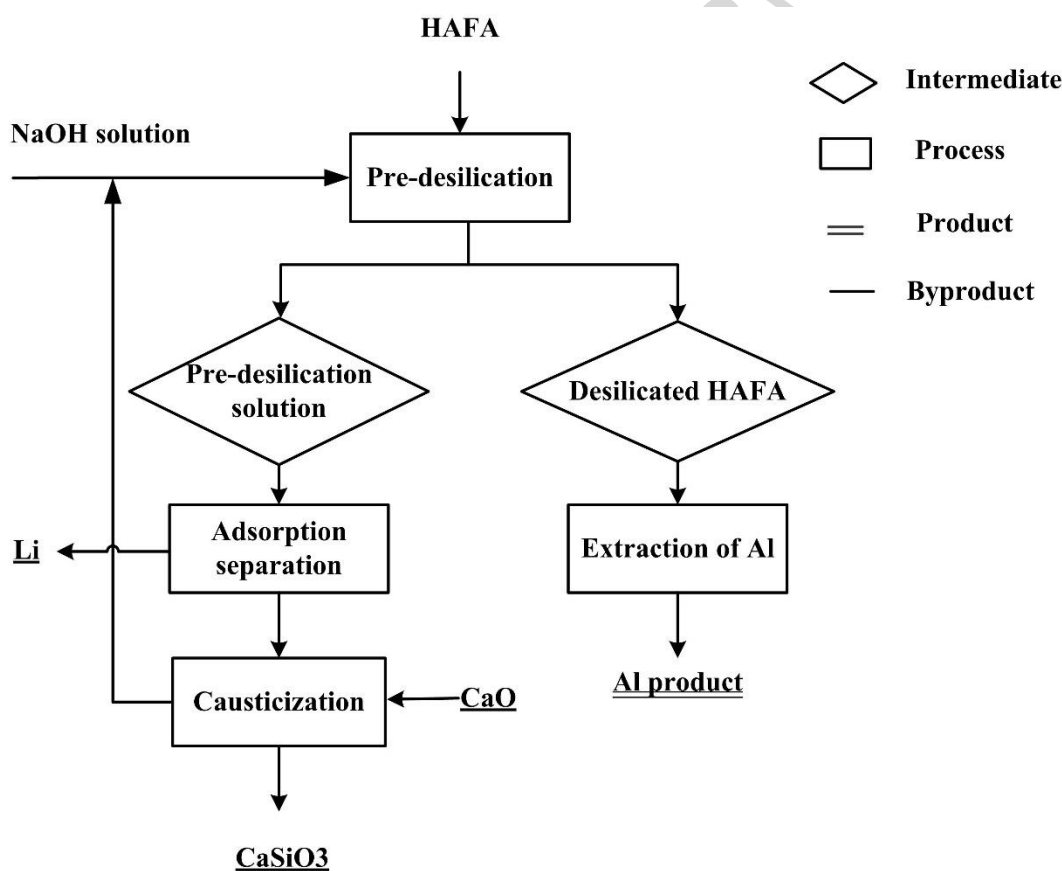 HAFA
NaOH solution
Pre-desilication
Pre-desilication
solution
Desilicated HAFA
Adsorption
separation
Li
Extraction of Al
Causticization
CaO
Al product
CaSiO3
Intermediate
Process
Product
Byproduct